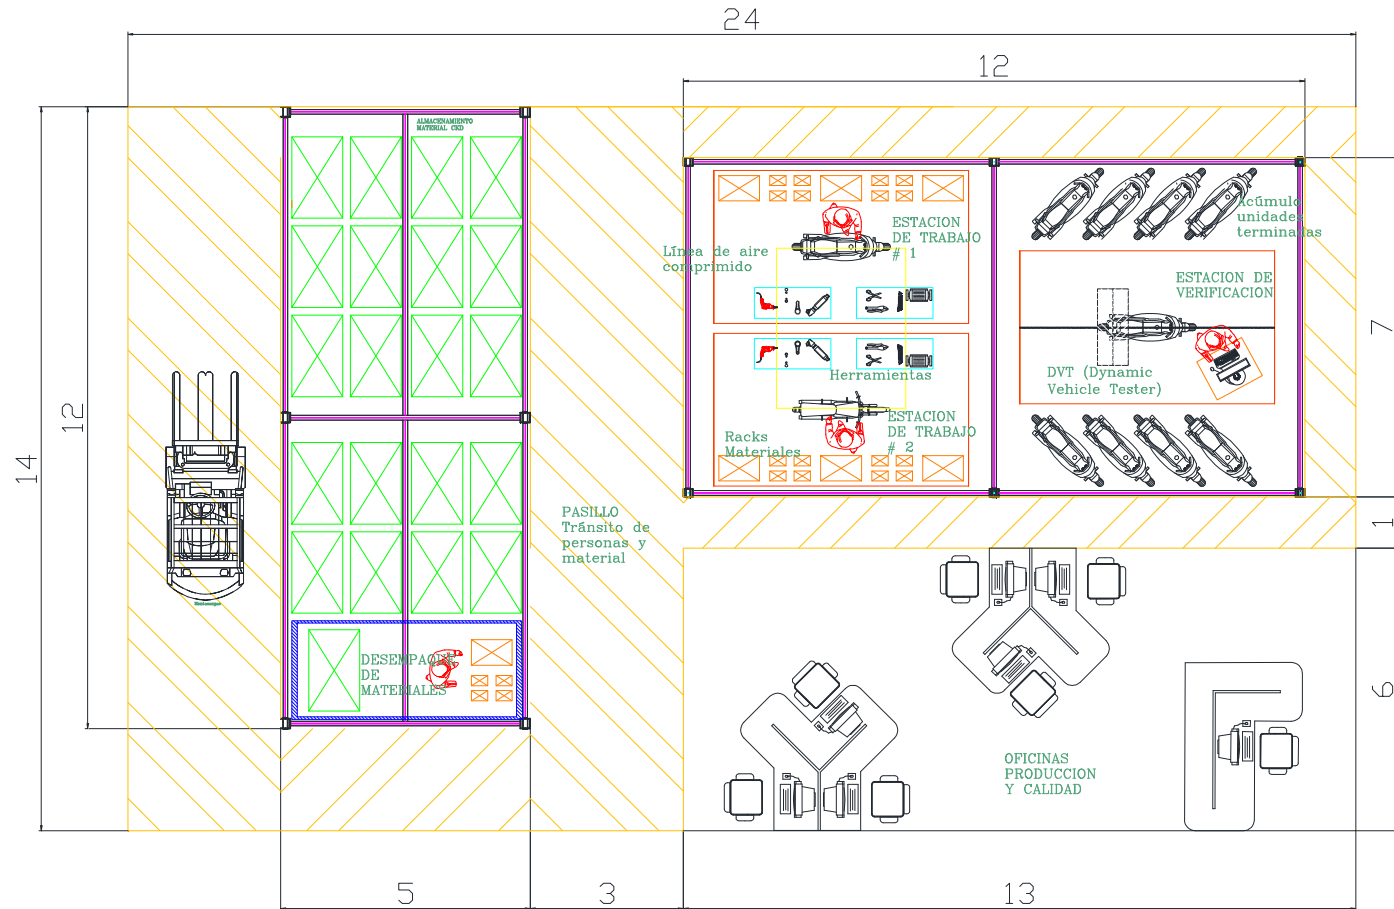 24
12
ALMACENAMIENTO
MATERIAL CKD
Acúmulo
unidades
terminadas
ESTACION
DE TRABAJO
# 1
Línea de aire
comprimido
ESTACION DE
VERIFICACION
7
12
14
DVT (Dynamic
Vehicle Tester)
Herramientas
ESTACION
DE TRABAJO
# 2
Racks
Materiales
PASILLO
Tránsito de
personas y
material
1
DESEMPAQUE
DE
MATERIALES
6
OFICINAS
PRODUCCION
Y CALIDAD
5
3
13